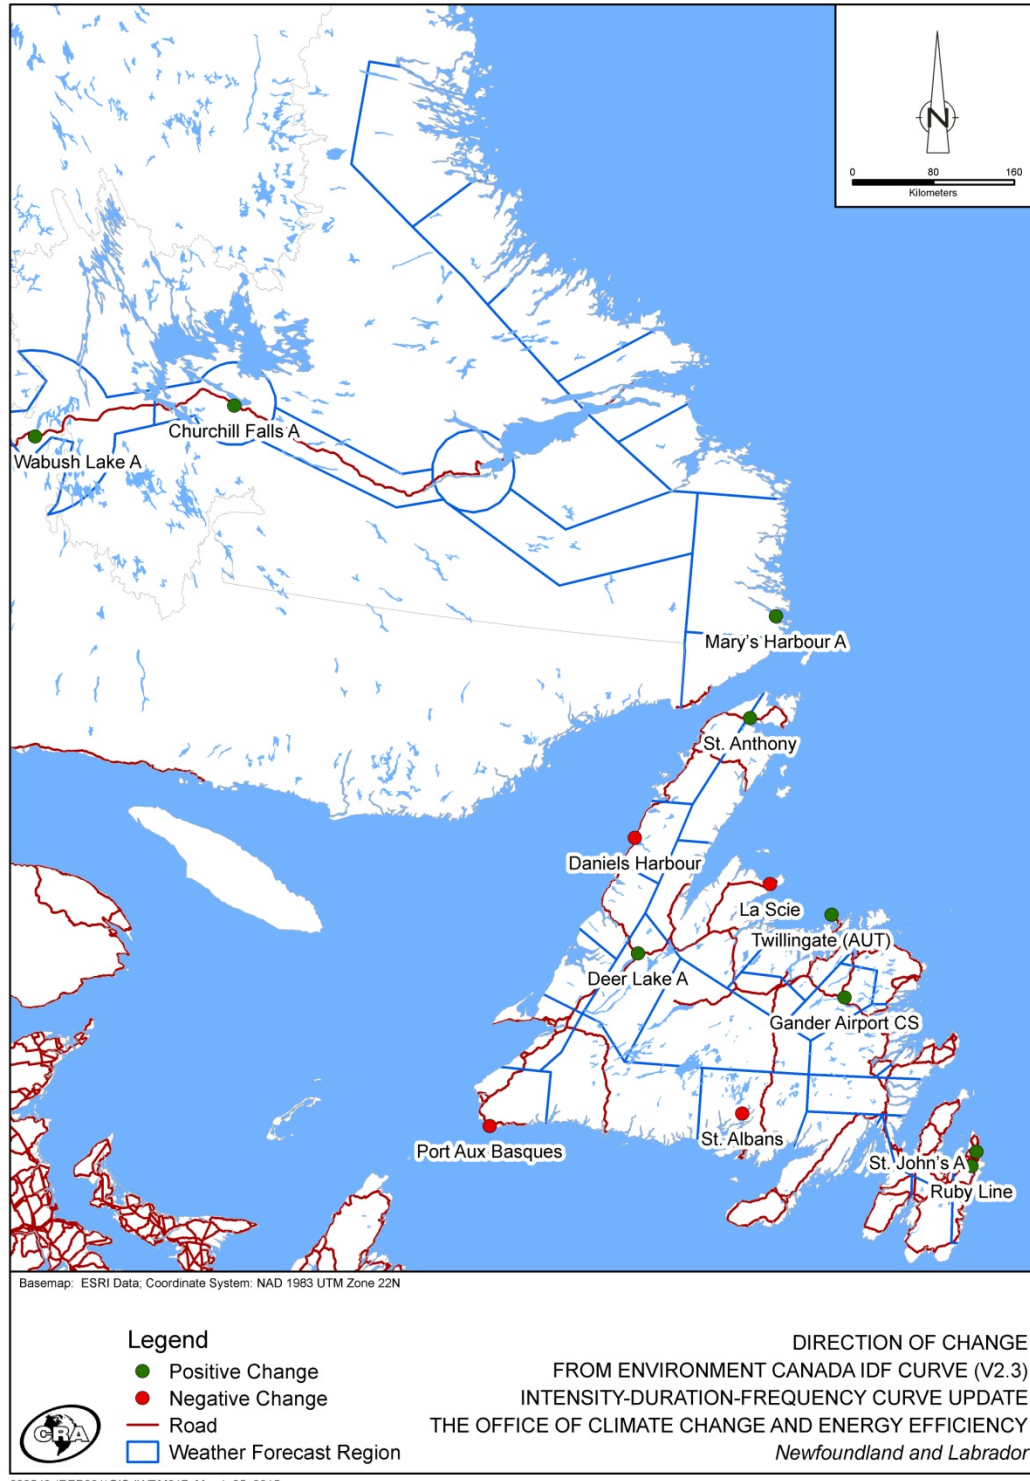 N
0 80 160
Kilometers
Churchill Falls A
Wabush Lake A
Mary's Harbour A
St. Anthony
Daniels Harbour
La Scie
Twillingate (AUT)
Deer Lake A
Gander Airport CS
Port Aux Basques
St. Albans
St. John's A
Ruby Line
Basemap: ESRI Data; Coordinate System: NAD 1983 UTM Zone 22N
Legend
Positive Change
Negative Change
Road
Weather Forecast Region
CRA
DIRECTION OF CHANGE
FROM ENVIRONMENT CANADA IDF CURVE (V2.3)
INTENSITY-DURATION-FREQUENCY CURVE UPDATE
THE OFFICE OF CLIMATE CHANGE AND ENERGY EFFICIENCY
Newfoundland and Labrador